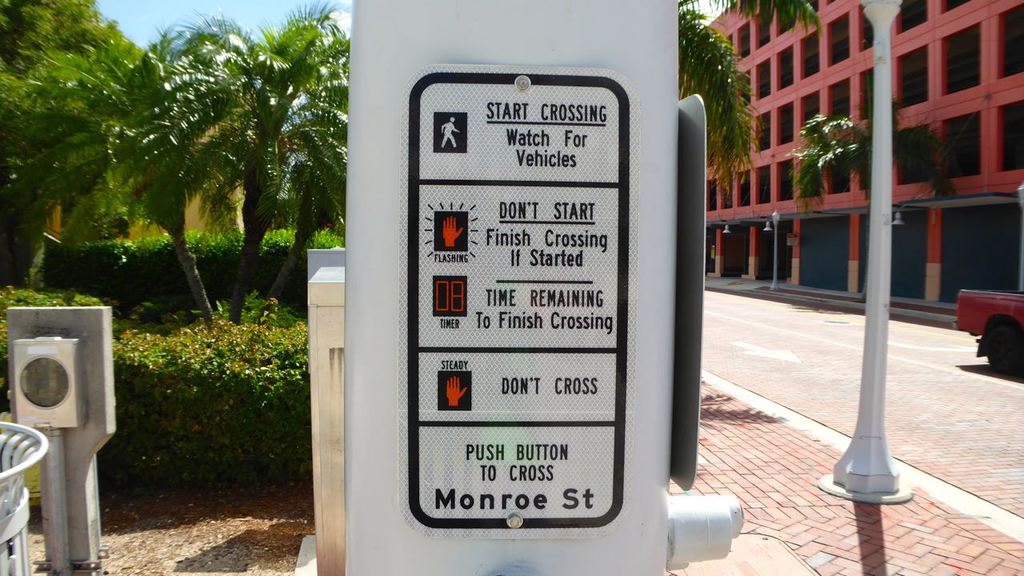 START CROSSING
Watch For
Vehicles
DON'T START
Finish Crossing
If Started
FLASHING
08
TIME REMAINING
To Finish Crossing
TIMER
STEADY
DON'T CROSS
PUSH BUTTON
TO CROSS
Monroe St